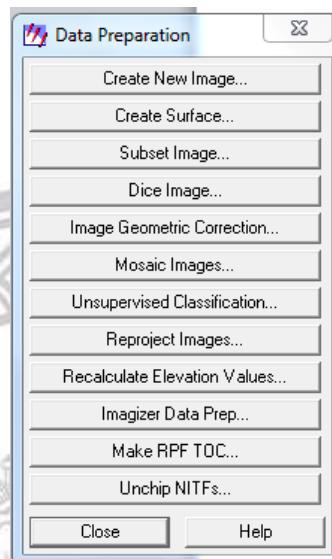 Data Preparation
Create New Image...
Create Surface...
Subset Image...
Dice Image...
Image Geometric Correction...
Mosaic Images...
Unsupervised Classification...
Reproject Images...
Recalculate Elevation Values...
Imagizer Data Prep...
Make RPF TOC...
Unchip NITFs...
Close Help